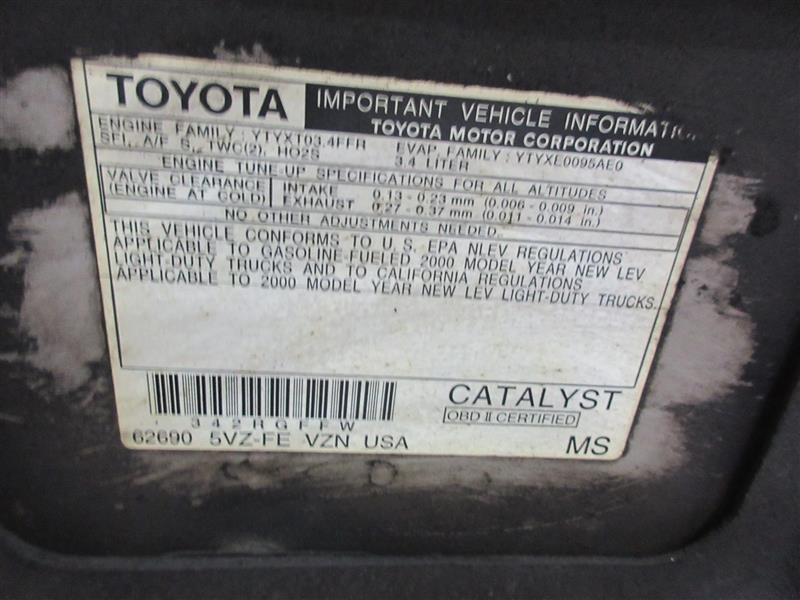 TOYOTA
IMPORTANT VEHICLE INFORMATION
TOYOTA MOTOR CORPORATION
ENGINE FAMILY : YTYXT03.4FFR EVAP. FAMILY : YTYXE0095AE0
SFI, A/F S, TWC(2), HO2S 3.4 LITER
ENGINE TUNE-UP SPECIFICATIONS FOR ALL ALTITUDES
VALVE CLEARANCE INTAKE 0.13 - 0.23 mm (0.006 - 0.009 in.)
(ENGINE AT COLD) EXHAUST 0.27 - 0.37 mm (0.011 - 0.014 in.)
NO OTHER ADJUSTMENTS NEEDED.
THIS VEHICLE CONFORMS TO U.S. EPA NLEV REGULATIONS
APPLICABLE TO GASOLINE-FUELED 2000 MODEL YEAR NEW LEV
LIGHT-DUTY TRUCKS AND TO CALIFORNIA REGULATIONS
APPLICABLE TO 2000 MODEL YEAR NEW LEV LIGHT-DUTY TRUCKS.
342RGFFW
CATALYST
OBD II CERTIFIED
62690 5VZ-FE VZN USA MS